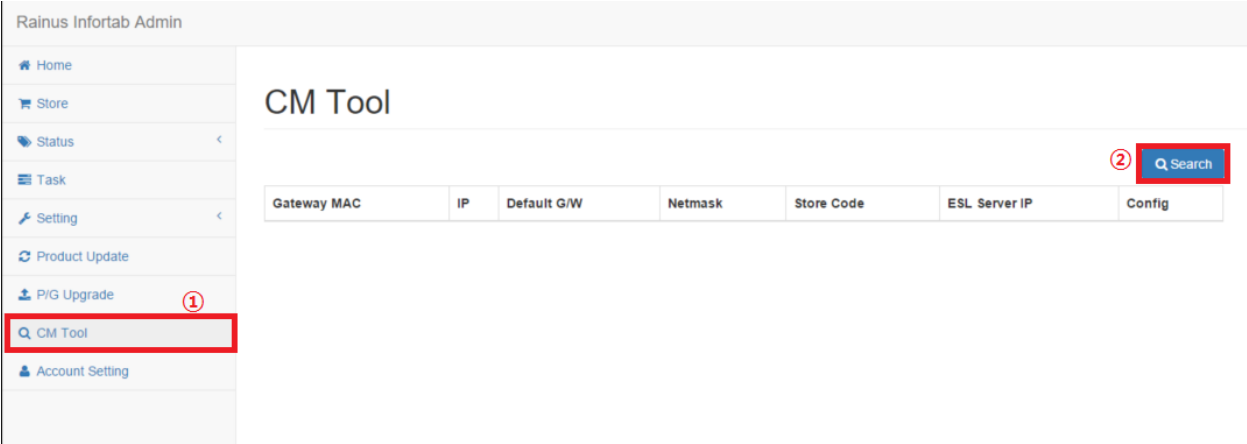 Rainus Infortab Admin
Home
Store
Status
Task
Setting
Product Update
P/G Upgrade
①
CM Tool
Account Setting
CM Tool
② Search
Gateway MAC IP Default G/W Netmask Store Code ESL Server IP Config